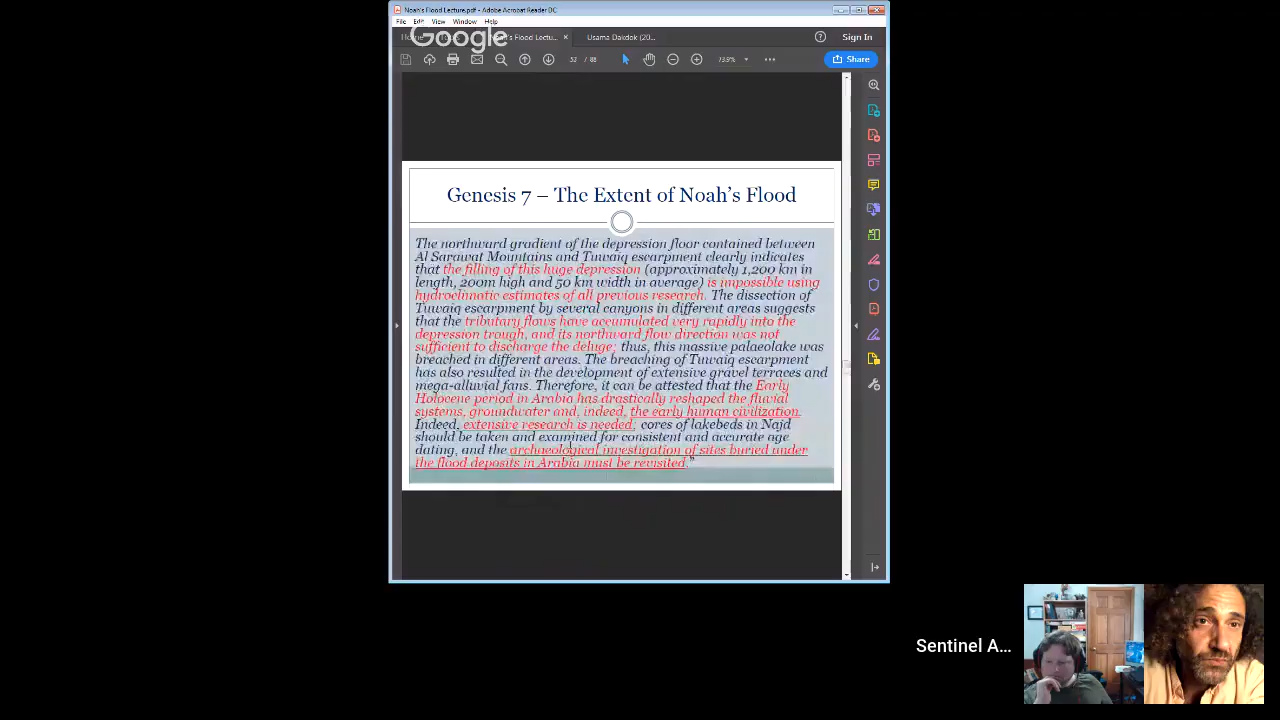 Noah's Flood Lecture.pdf - Adobe Acrobat Reader DC
File Edit View Window Help
Google
Noah's Flood Lectu... × Usama Dakdok (20... Sign In
52 / 88 73.9% Share
Genesis 7 – The Extent of Noah's Flood
The northward gradient of the depression floor contained between
Al Sarawat Mountains and Tuwaiq escarpment clearly indicates
that the filling of this huge depression (approximately 1,200 km in
length, 200m high and 50 km width in average) is impossible using
hydroclimatic estimates of all previous research. The dissection of
Tuwaiq escarpment by several canyons in different areas suggests
that the tributary flows have accumulated very rapidly into the
depression trough, and its northward flow direction was not
sufficient to discharge the deluge; thus, this massive palaeolake was
breached in different areas. The breaching of Tuwaiq escarpment
has also resulted in the development of extensive gravel terraces and
mega-alluvial fans. Therefore, it can be attested that the Early
Holocene period in Arabia has drastically reshaped the fluvial
systems, groundwater and, indeed, the early human civilization.
Indeed, extensive research is needed; cores of lakebeds in Najd
should be taken and examined for consistent and accurate age
dating, and the archaeological investigation of sites buried under
the flood deposits in Arabia must be revisited."
Sentinel A...